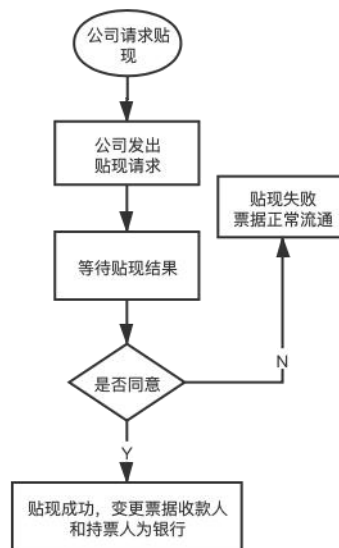 公司请求贴
现
公司发出
贴现请求
贴现失败
票据正常流通
等待贴现结果
N
是否同意
Y
贴现成功，变更票据收款人
和持票人为银行